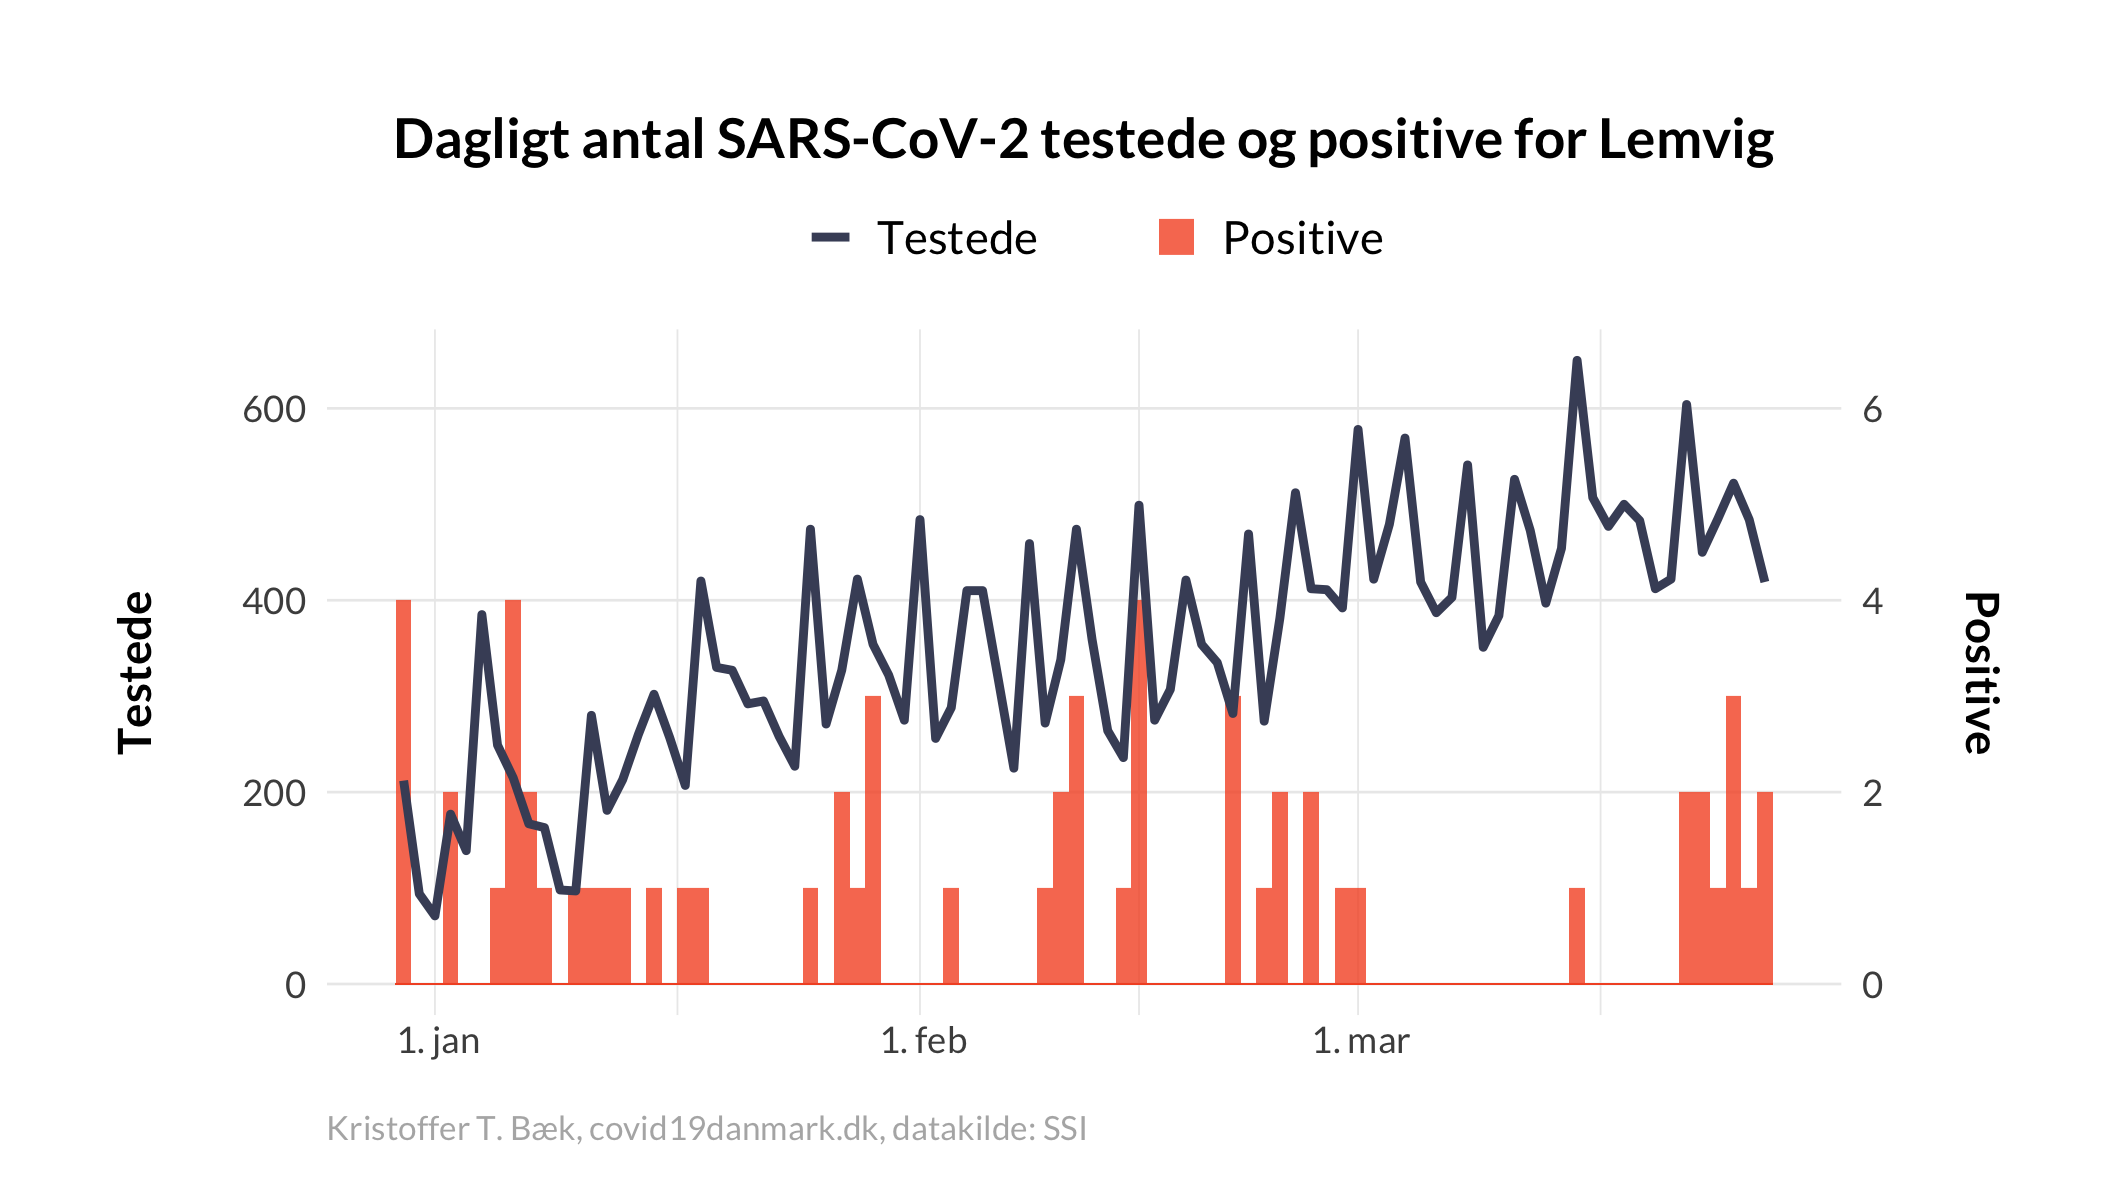 Dagligt antal SARS-CoV-2 testede og positive for Lemvig
Testede Positive
600 6
400 4
200 2
0 0
Testede
Positive
1. jan 1. feb 1. mar
Kristoffer T. Bæk, covid19danmark.dk, datakilde: SSI